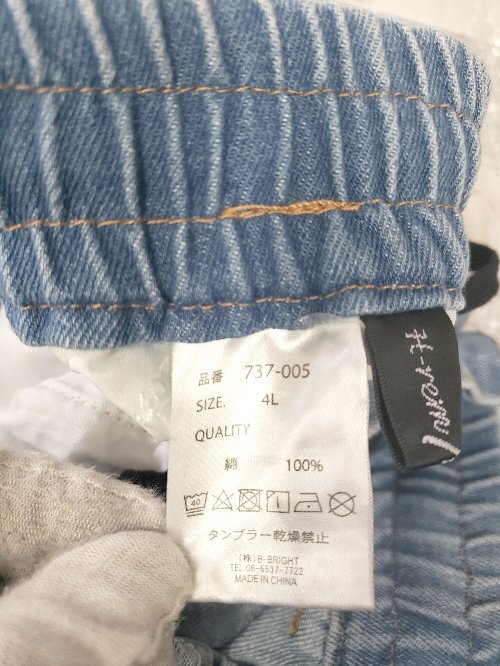 品番 737-005
SIZE. 4L
QUALITY
綿 100%
40
タンブラー乾燥禁止
(株)B-BRIGHT
TEL 06-6537-7722
MADE IN CHINA